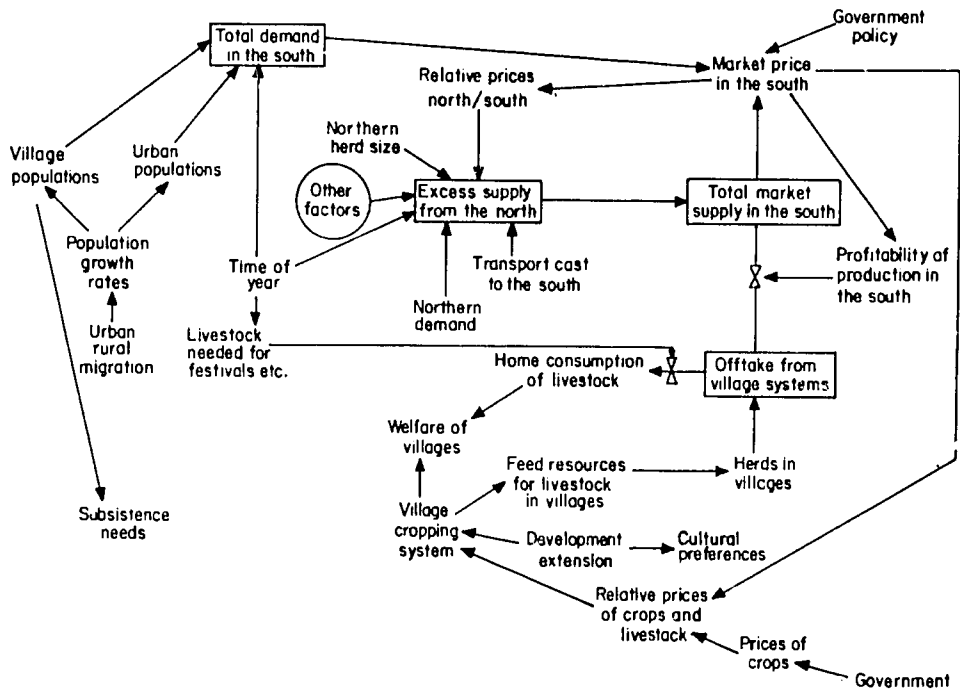 Government
policy
Total demand
in the south
Market price
in the south
Relative prices
north/south
Northern
herd size
Village
populations
Urban
populations
Other
factors
Excess supply
from the north
Total market
supply in the south
Population
growth
rates
Time of
year
Transport cast
to the south
Profitability of
production in
the south
Northern
demand
Urban
rural
migration
Livestock
needed for
festivals etc.
Home consumption
of livestock
Offtake from
village systems
Welfare of
villages
Feed resources
for livestock
in villages
Herds in
villcges
Subsistence
needs
Village
cropping
system
Development
extension
Cultural
preferences
Relative prices
of crops and
livestack
Prices of
crops
Government